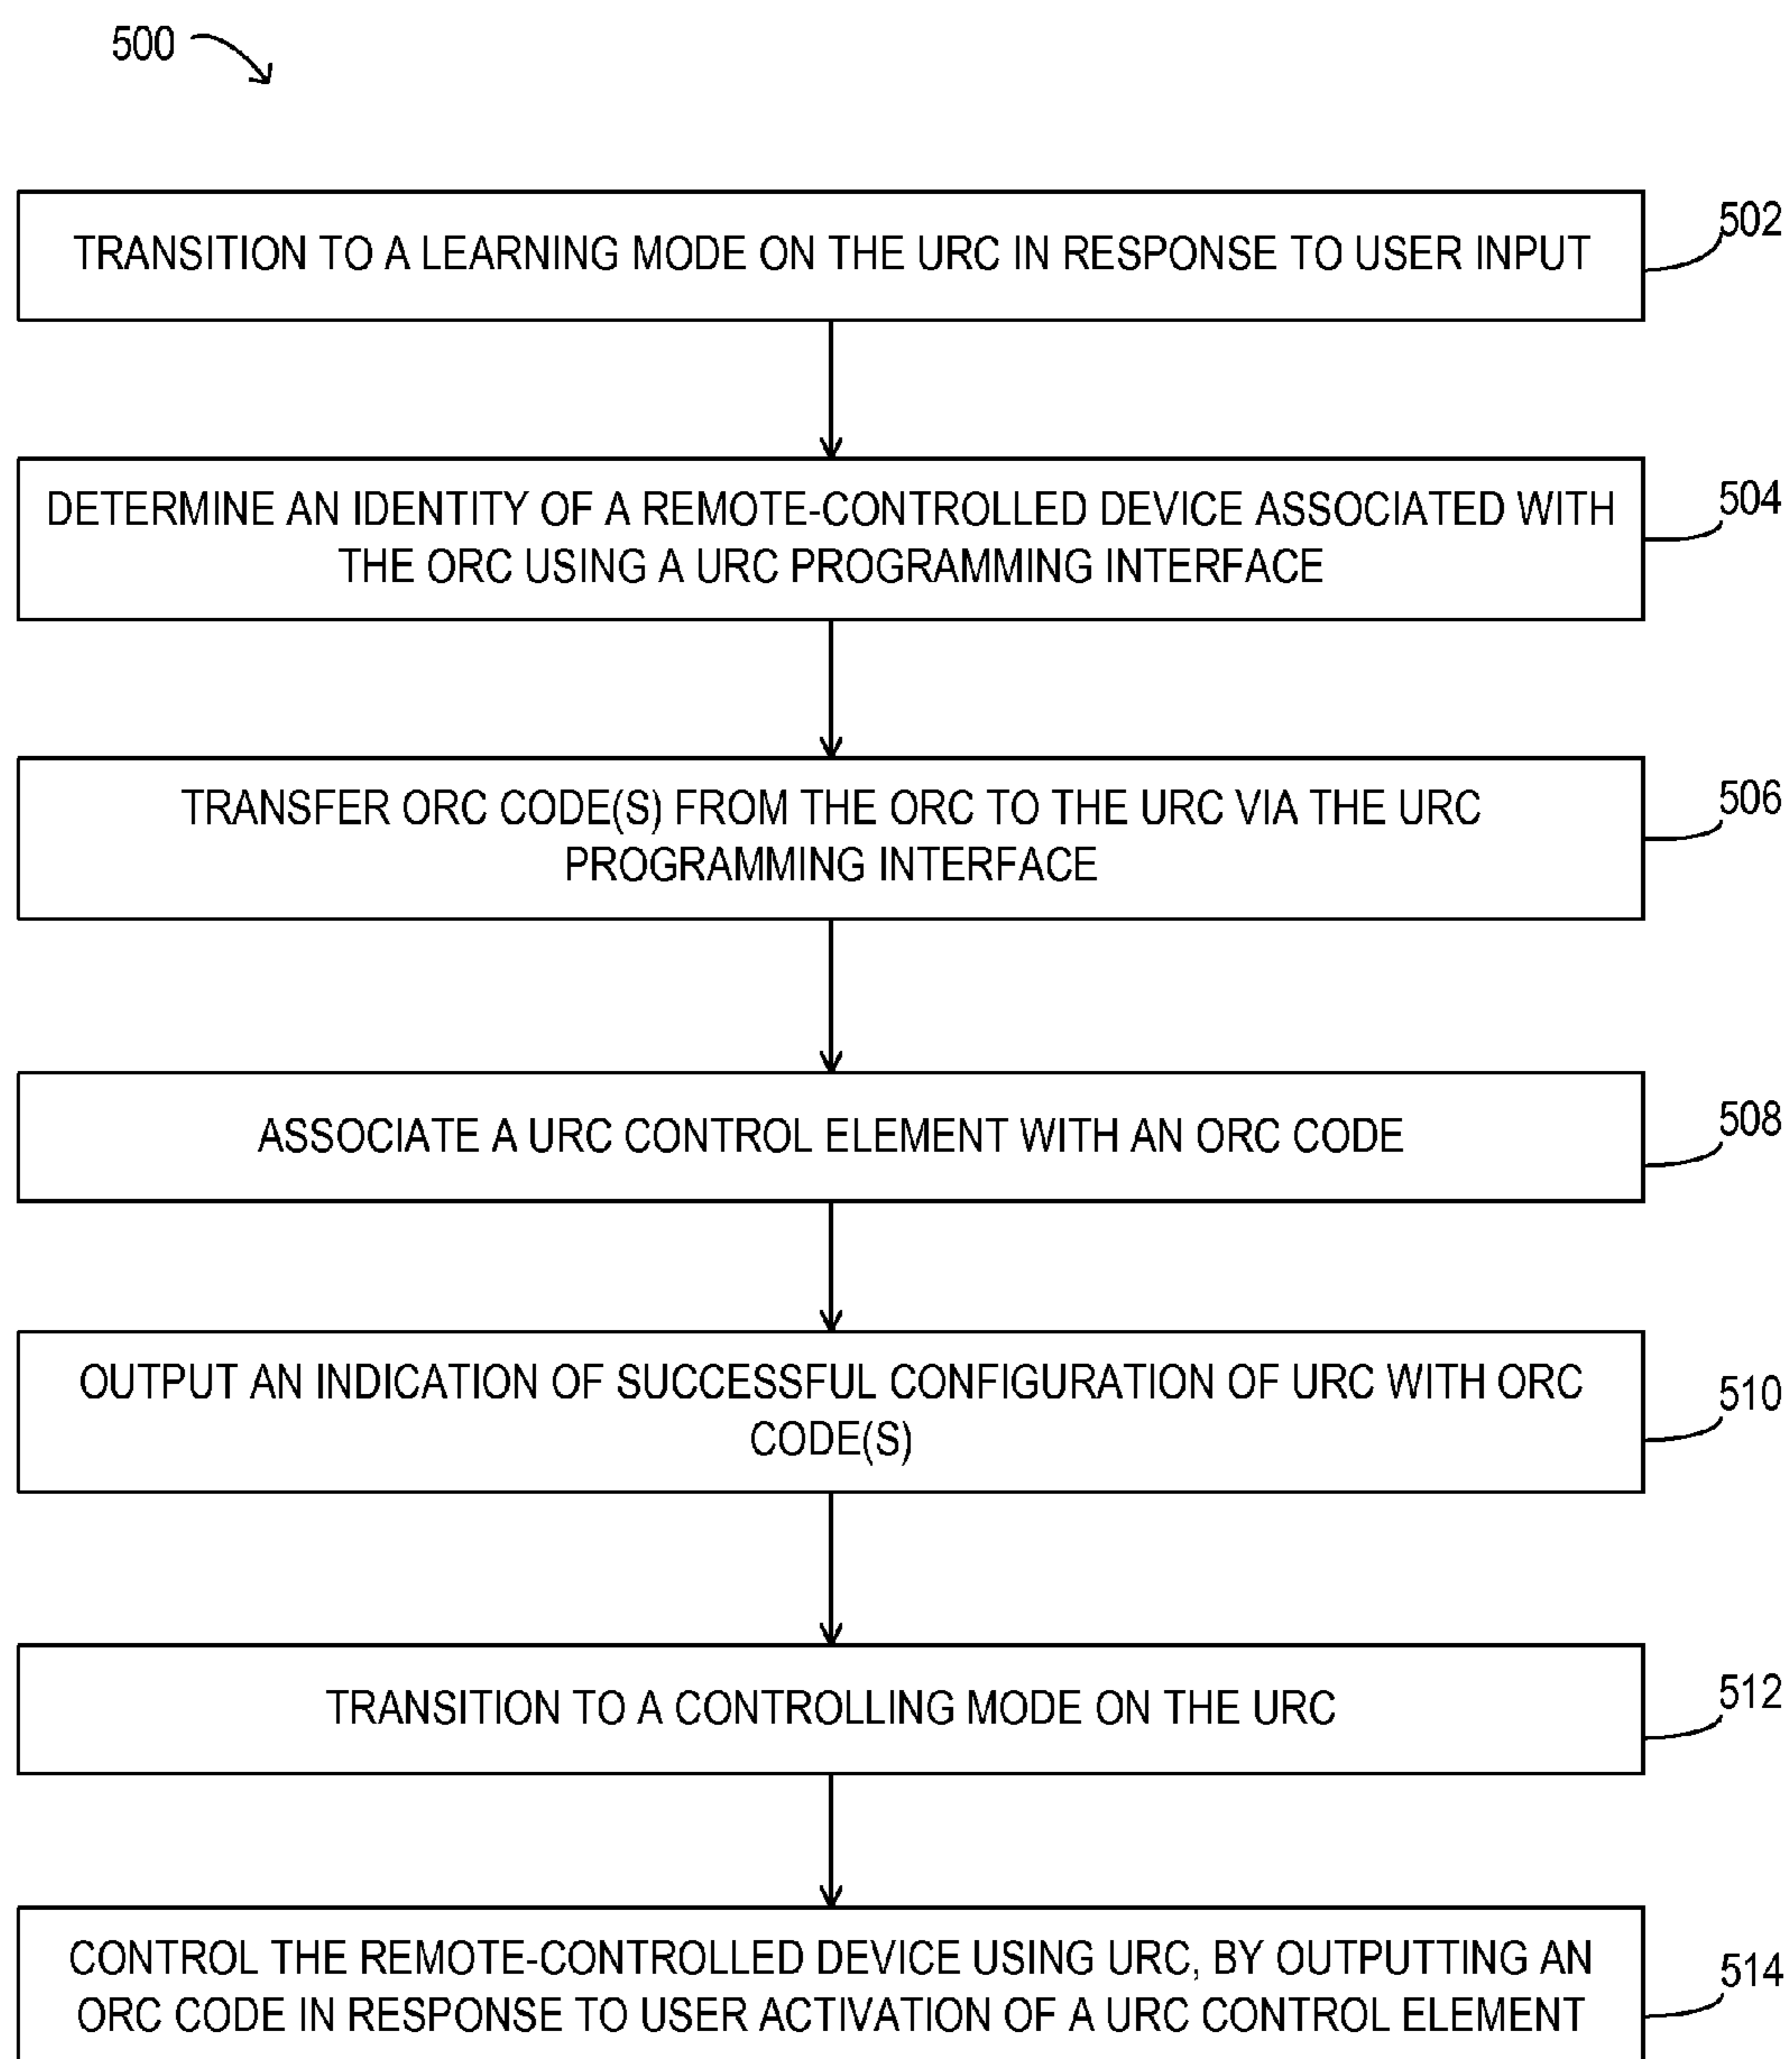 500
TRANSITION TO A LEARNING MODE ON THE URC IN RESPONSE TO USER INPUT
502
DETERMINE AN IDENTITY OF A REMOTE-CONTROLLED DEVICE ASSOCIATED WITH
THE ORC USING A URC PROGRAMMING INTERFACE
504
TRANSFER ORC CODE(S) FROM THE ORC TO THE URC VIA THE URC
PROGRAMMING INTERFACE
506
ASSOCIATE A URC CONTROL ELEMENT WITH AN ORC CODE
508
OUTPUT AN INDICATION OF SUCCESSFUL CONFIGURATION OF URC WITH ORC
CODE(S)
510
TRANSITION TO A CONTROLLING MODE ON THE URC
512
CONTROL THE REMOTE-CONTROLLED DEVICE USING URC, BY OUTPUTTING AN
ORC CODE IN RESPONSE TO USER ACTIVATION OF A URC CONTROL ELEMENT
514